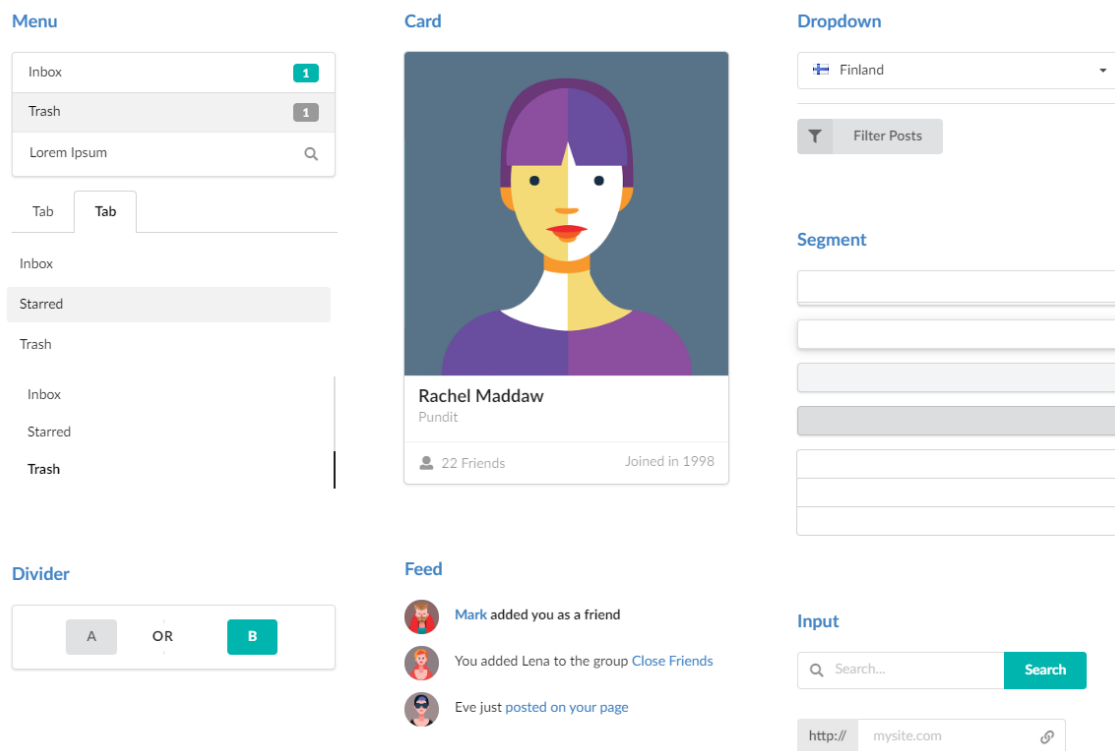 Menu
Inbox 1
Trash 1
Lorem Ipsum
Tab Tab
Inbox
Starred
Trash
Inbox
Starred
Trash
Divider
A OR B
Card
Rachel Maddaw
Pundit
22 Friends Joined in 1998
Feed
Mark added you as a friend
You added Lena to the group Close Friends
Eve just posted on your page
Dropdown
Finland
Filter Posts
Segment
Input
Search... Search
http:// mysite.com